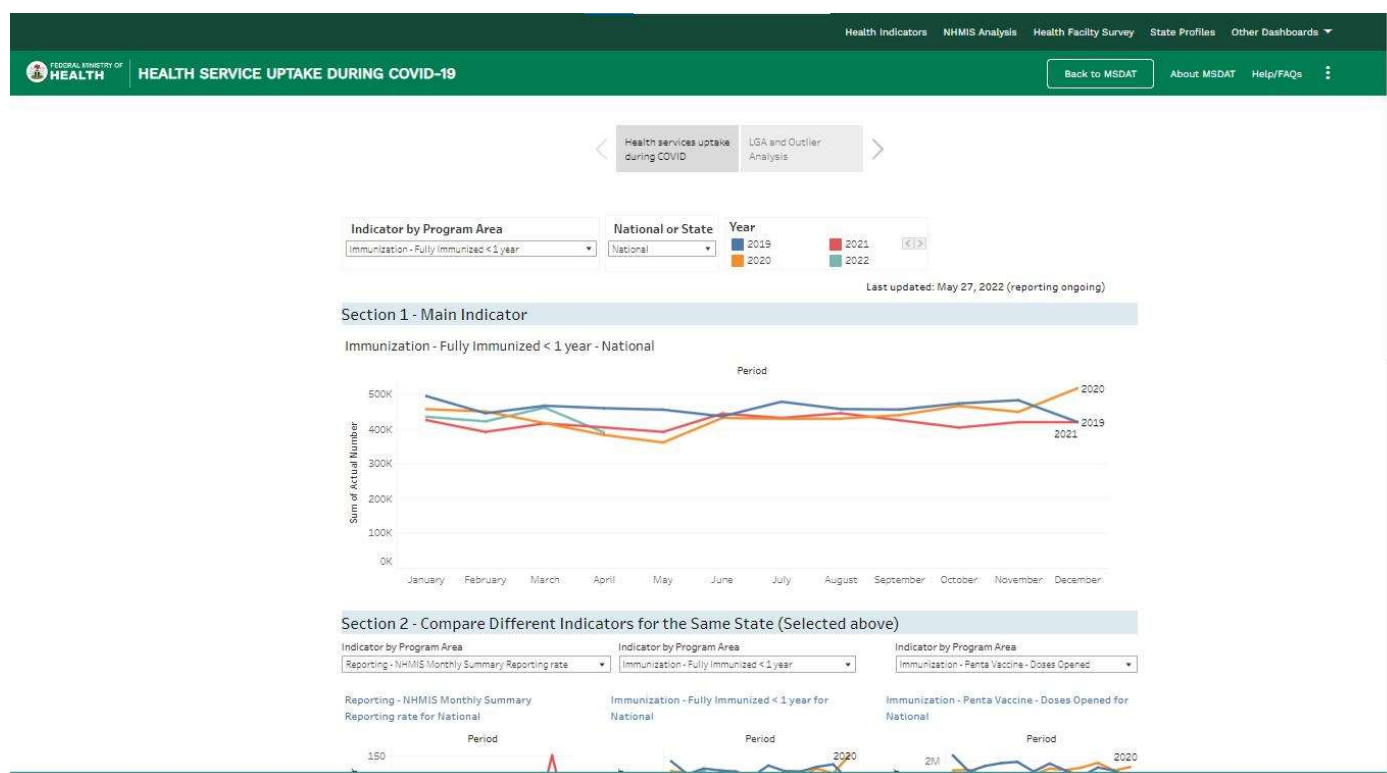 Health Indicators NHMIS Analysis Health Facilty Survey State Profiles Other Dashboards
FEDERAL MINISTRY OF
HEALTH
HEALTH SERVICE UPTAKE DURING COVID-19
Back to MSDAT About MSDAT Help/FAQs
Health services uptake
during COVID
LGA and Outlier
Analysis
Indicator by Program Area
Immunization - Fully Immunized < 1 year
National or State
National
Year
2019 2021
2020 2022
Last updated: May 27, 2022 (reporting ongoing)
Section 1 - Main Indicator
Immunization - Fully Immunized < 1 year - National
Period
500K
400K
300K
200K
100K
0K
Sum of Actual Number
2020
2019
2021
January February March April May June July August September October November December
Section 2 - Compare Different Indicators for the Same State (Selected above)
Indicator by Program Area Indicator by Program Area Indicator by Program Area
Reporting - NHMIS Monthly Summary Reporting rate Immunization - Fully Immunized < 1 year Immunization - Penta Vaccine - Doses Opened
Reporting - NHMIS Monthly Summary
Reporting rate for National
Immunization - Fully Immunized < 1 year for
National
Immunization - Penta Vaccine - Doses Opened for
National
Period Period Period
150 2020 2M 2020